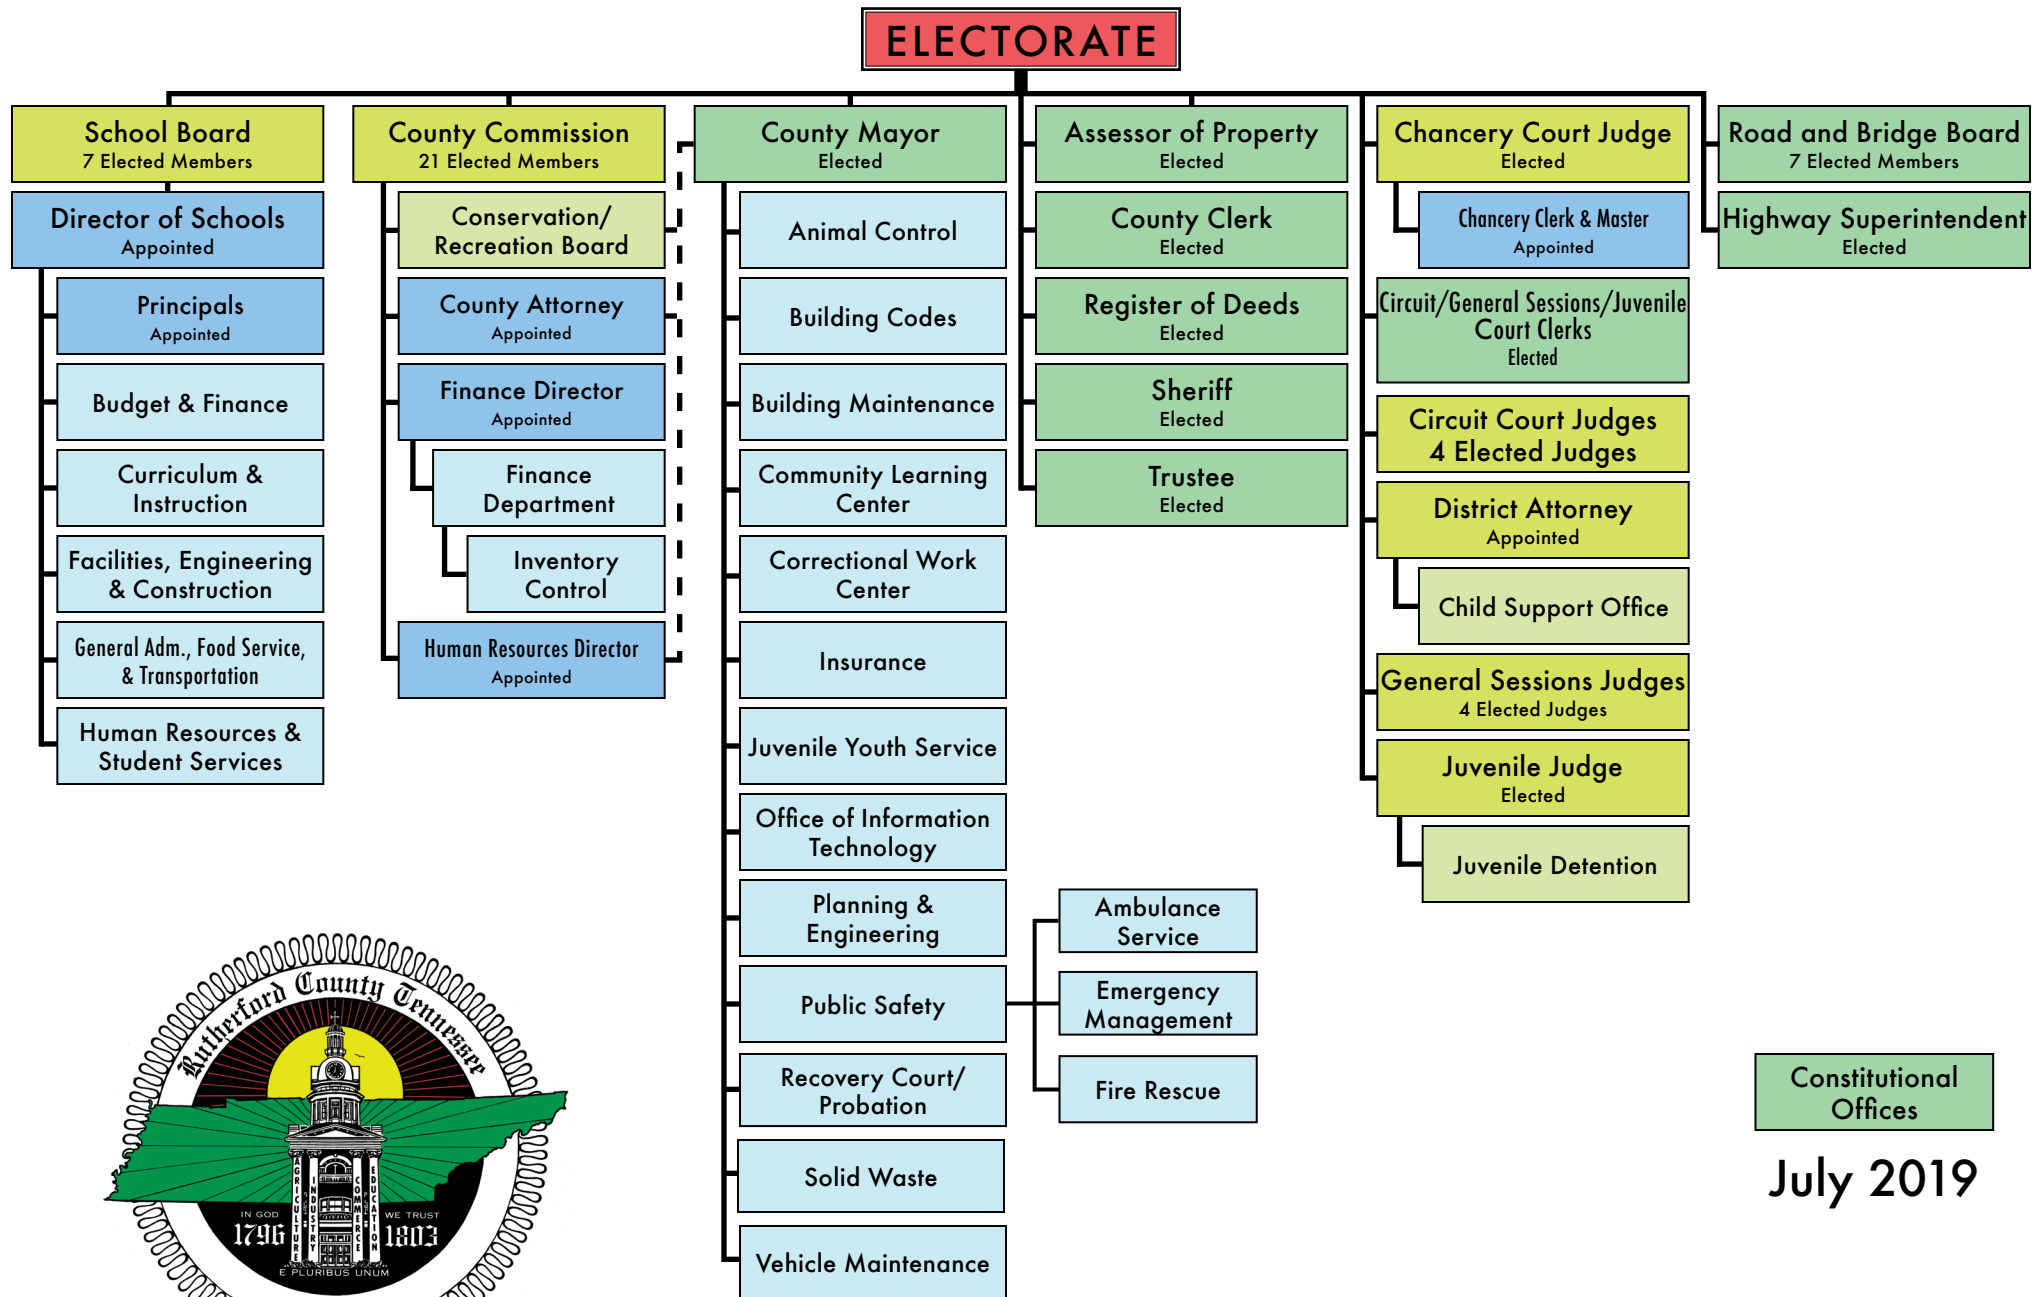 ELECTORATE
School Board
7 Elected Members
Director of Schools
Appointed
Principals
Appointed
Budget & Finance
Curriculum &
Instruction
Facilities, Engineering
& Construction
General Adm., Food Service,
& Transportation
Human Resources &
Student Services
County Commission
21 Elected Members
Conservation/
Recreation Board
County Attorney
Appointed
Finance Director
Appointed
Finance
Department
Inventory
Control
Human Resources Director
Appointed
County Mayor
Elected
Animal Control
Building Codes
Building Maintenance
Community Learning
Center
Correctional Work
Center
Insurance
Juvenile Youth Service
Office of Information
Technology
Planning &
Engineering
Public Safety
Ambulance
Service
Emergency
Management
Fire Rescue
Recovery Court/
Probation
Solid Waste
Vehicle Maintenance
Assessor of Property
Elected
County Clerk
Elected
Register of Deeds
Elected
Sheriff
Elected
Trustee
Elected
Chancery Court Judge
Elected
Chancery Clerk & Master
Appointed
Circuit/General Sessions/Juvenile
Court Clerks
Elected
Circuit Court Judges
4 Elected Judges
District Attorney
Appointed
Child Support Office
General Sessions Judges
4 Elected Judges
Juvenile Judge
Elected
Juvenile Detention
Road and Bridge Board
7 Elected Members
Highway Superintendent
Elected
Constitutional
Offices
July 2019
Rutherford County Tennessee
AGRICULTURE
INDUSTRY
COMMERCE
EDUCATION
IN GOD WE TRUST
1796 1803
E PLURIBUS UNUM